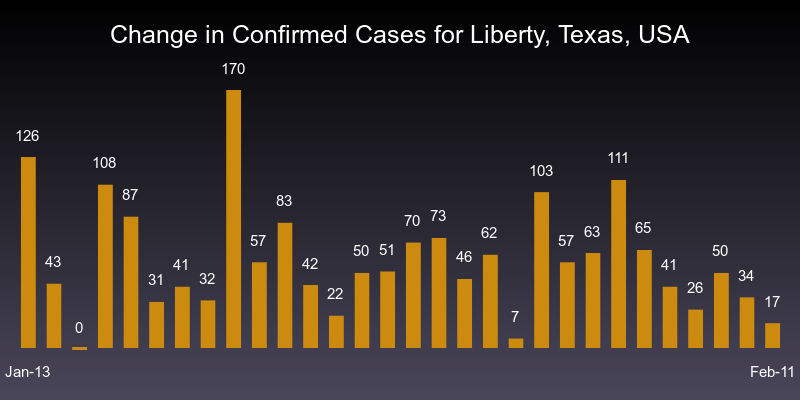 Change in Confirmed Cases for Liberty, Texas, USA
126 43 0 108 87 31 41 32 170 57 83 42 22 50 51 70 73 46 62 7 103 57 63 111 65 41 26 50 34 17
Jan-13 Feb-11